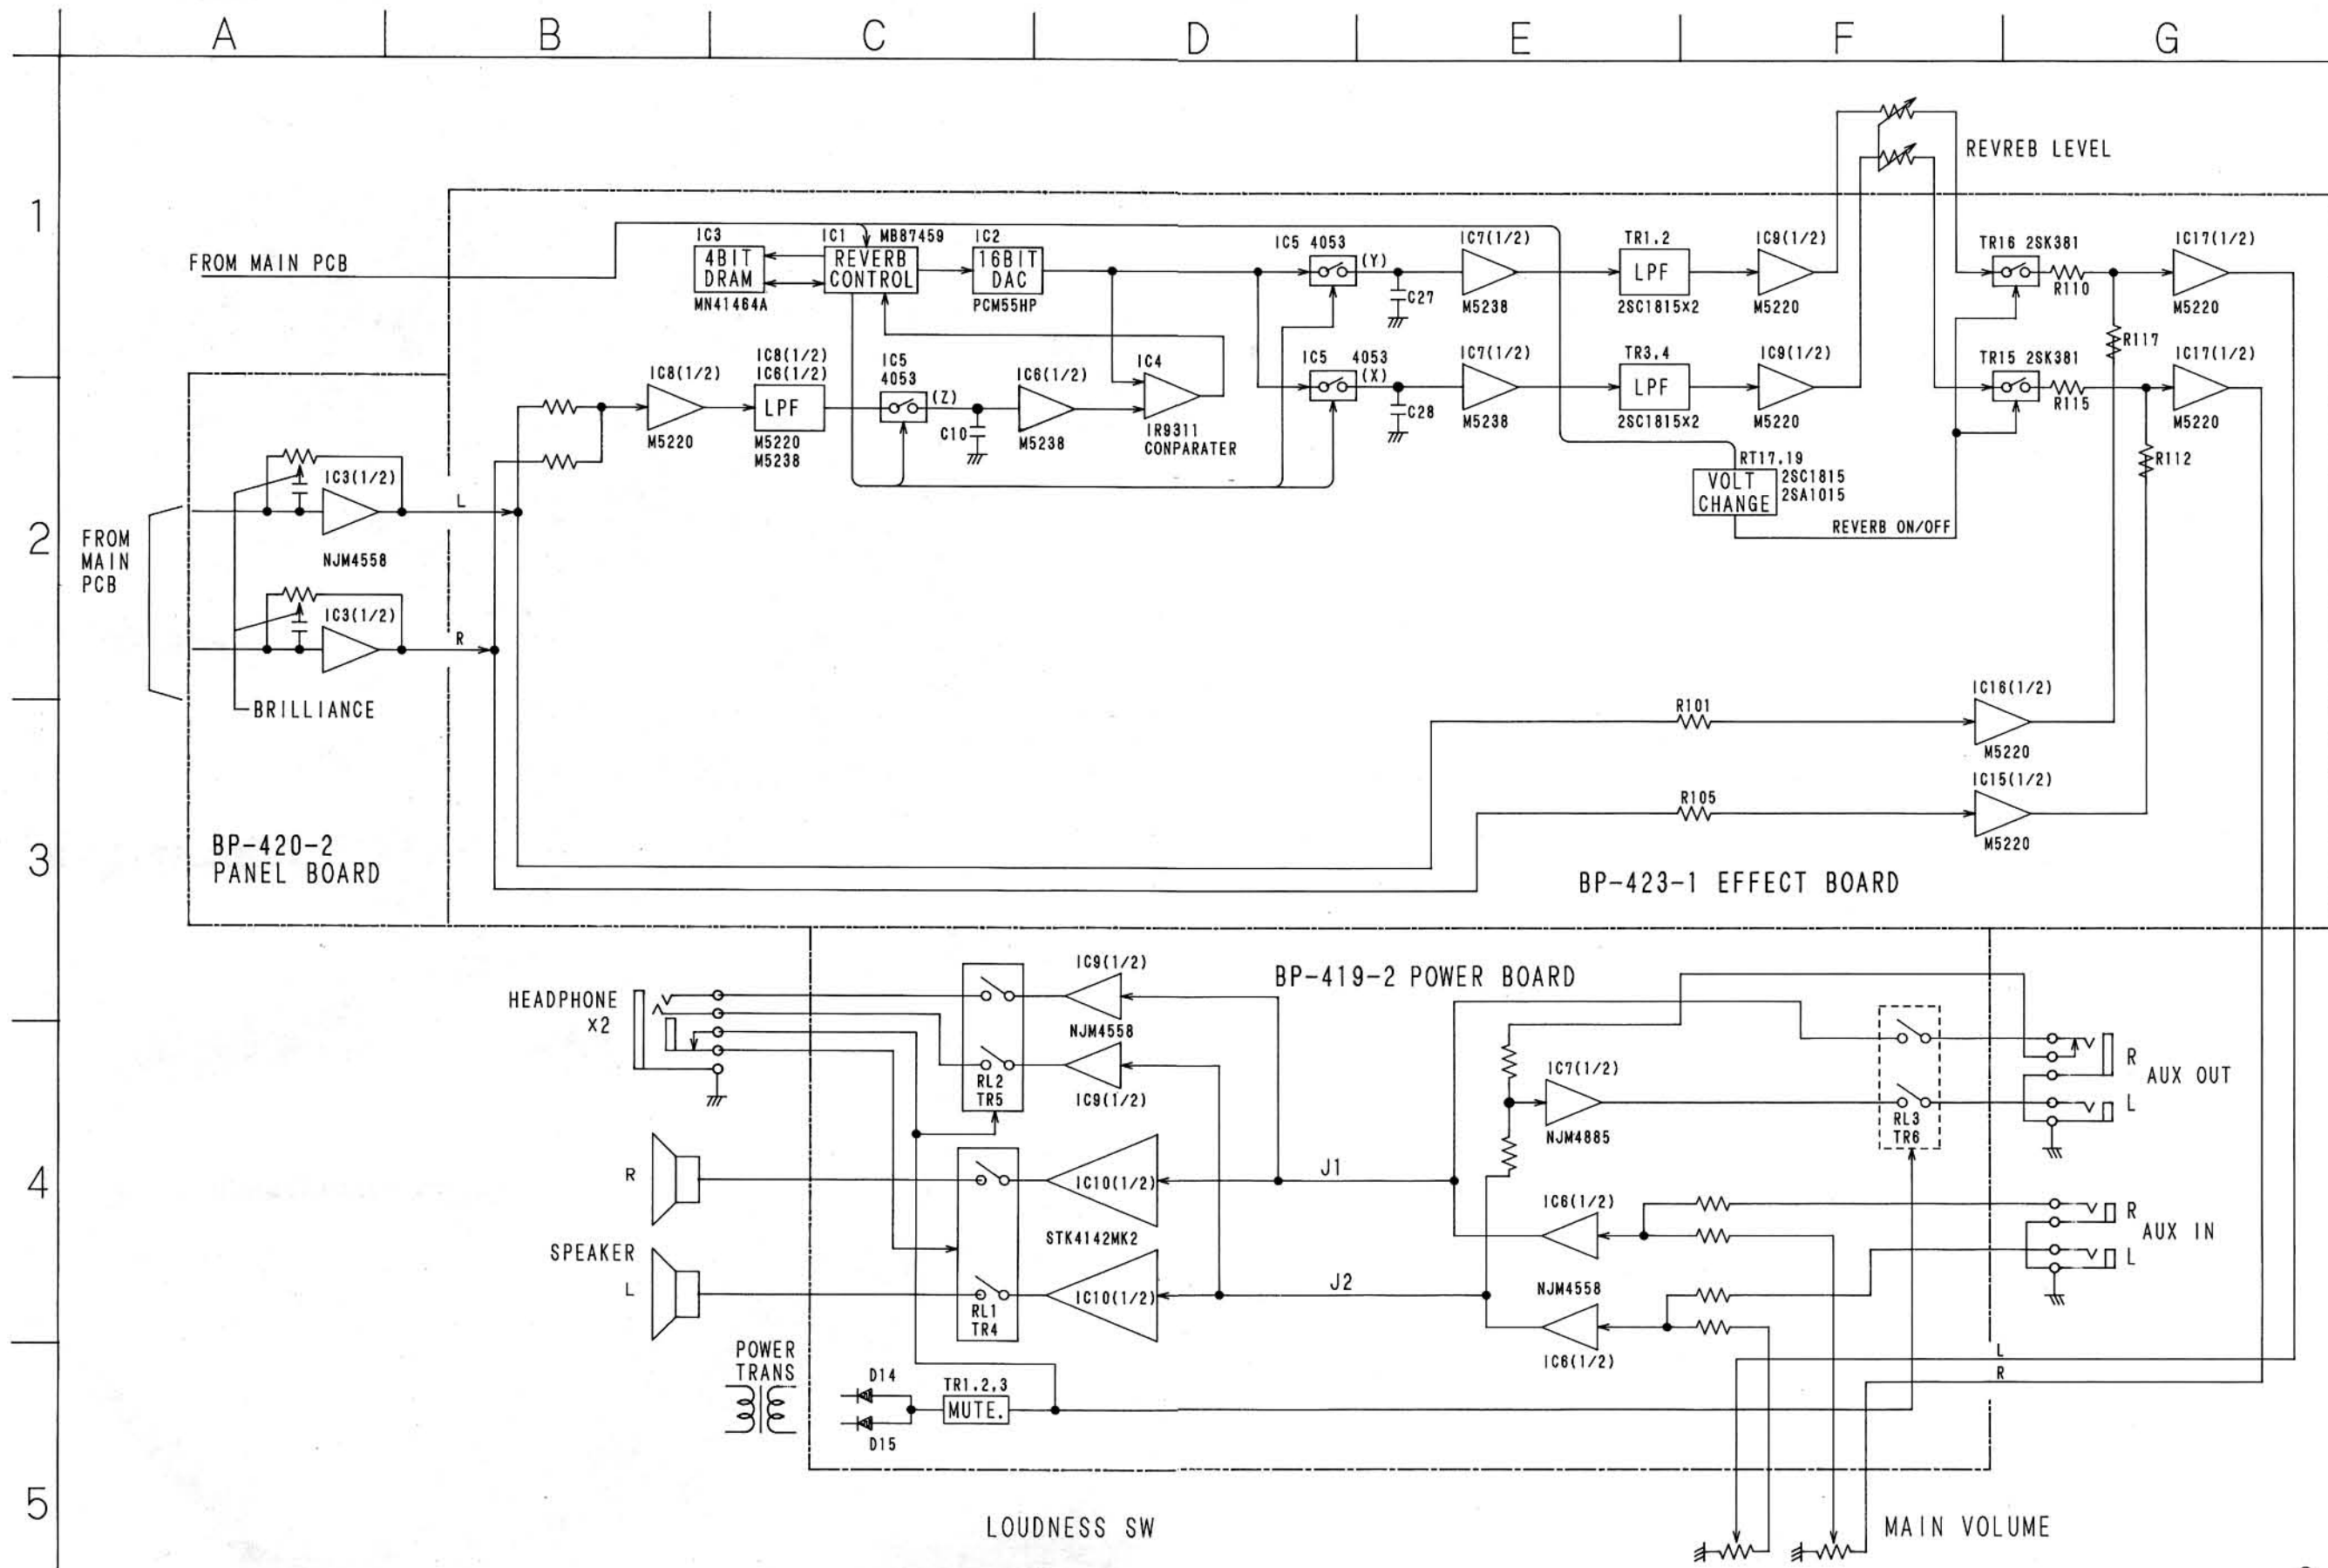 A B C D E F G
1
2
3
4
5
REVREB LEVEL
FROM MAIN PCB
IC3
4BIT
DRAM
MN41464A
IC1 MB87459
REVERB
CONTROL
IC2
16BIT
DAC
PCM55HP
IC5 4053
(Y)
C27
IC7(1/2)
M5238
TR1.2
LPF
2SC1815x2
IC9(1/2)
M5220
TR16 2SK381
R110
IC17(1/2)
M5220
R117
IC8(1/2)
M5220
IC8(1/2)
IC6(1/2)
LPF
M5220
M5238
IC5
4053
(Z)
C10
IC6(1/2)
M5238
IC4
IR9311
CONPARATER
IC5 4053
(X)
C28
IC7(1/2)
M5238
TR3.4
LPF
2SC1815x2
IC9(1/2)
M5220
TR15 2SK381
R115
IC17(1/2)
M5220
R112
RT17.19
VOLT
CHANGE
2SC1815
2SA1015
REVERB ON/OFF
FROM
MAIN
PCB
IC3(1/2)
NJM4558
L
IC3(1/2)
R
BRILLIANCE
BP-420-2
PANEL BOARD
R101
IC16(1/2)
M5220
R105
IC15(1/2)
M5220
BP-423-1 EFFECT BOARD
BP-419-2 POWER BOARD
HEADPHONE
x2
IC9(1/2)
NJM4558
RL2
TR5
IC9(1/2)
IC7(1/2)
NJM4885
RL3
TR6
R
AUX OUT
L
R
SPEAKER
L
IC10(1/2)
STK4142MK2
IC10(1/2)
RL1
TR4
J1
J2
IC6(1/2)
NJM4558
IC6(1/2)
R
AUX IN
L
POWER
TRANS
D14
D15
TR1.2.3
MUTE.
L
R
LOUDNESS SW
MAIN VOLUME